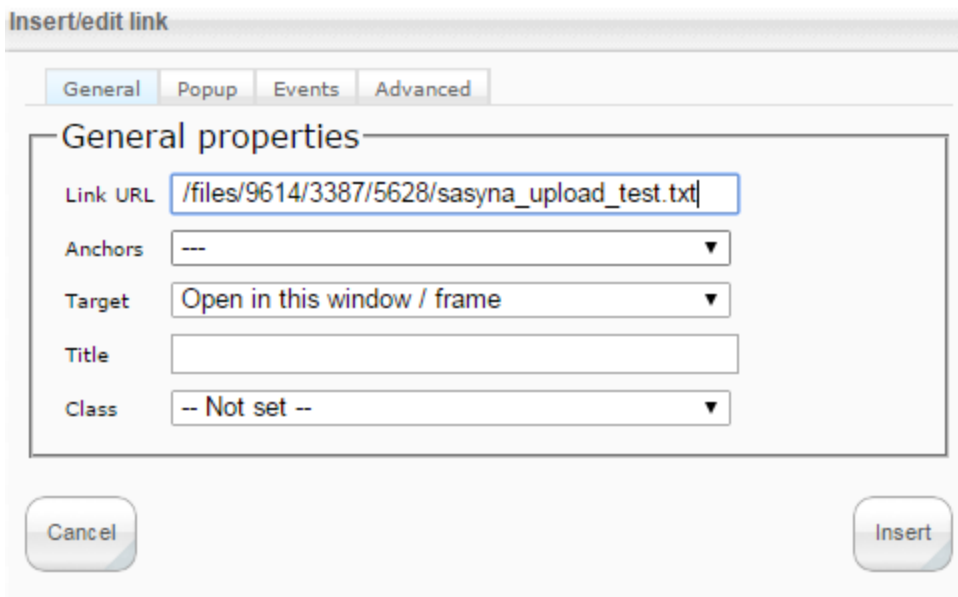 Insert/edit link
General Popup Events Advanced
General properties
Link URL /files/9614/3387/5628/sasyna_upload_test.txt
Anchors ---
Target Open in this window / frame
Title
Class -- Not set --
Cancel Insert